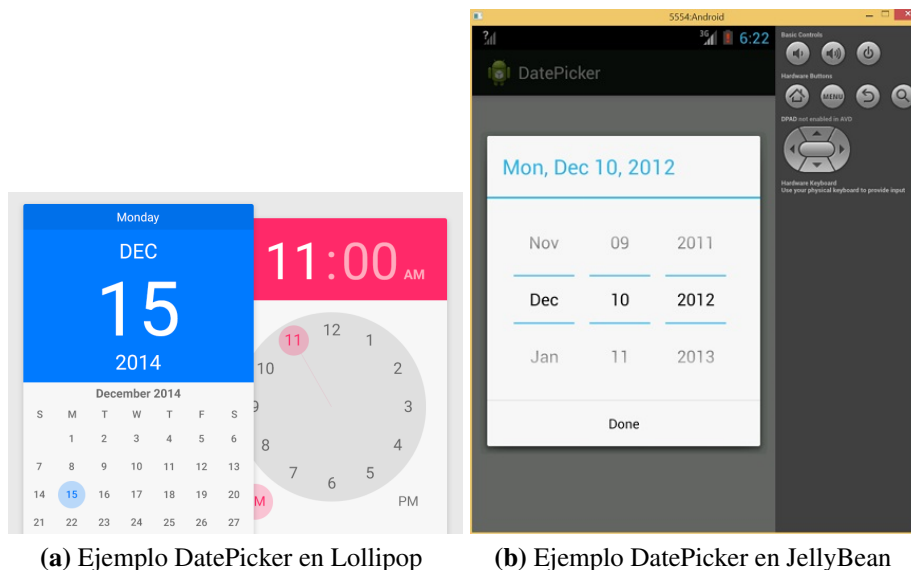 Monday
DEC
15
2014
December 2014
S M T W T F S
1 2 3 4 5 6
7 8 9 10 11 12 13
14 15 16 17 18 19 20
21 22 23 24 25 26 27
11:00 AM
12
11
1
10
2
9
3
8
4
7
5
6
M
PM
(a) Ejemplo DatePicker en Lollipop
5554:Android
3G 6:22
DatePicker
Mon, Dec 10, 2012
Nov 09 2011
Dec 10 2012
Jan 11 2013
Done
Basic Controls
Hardware Buttons
MENU
DPAD not enabled in AVD
Hardware Keyboard
Use your physical keyboard to provide input
(b) Ejemplo DatePicker en JellyBean